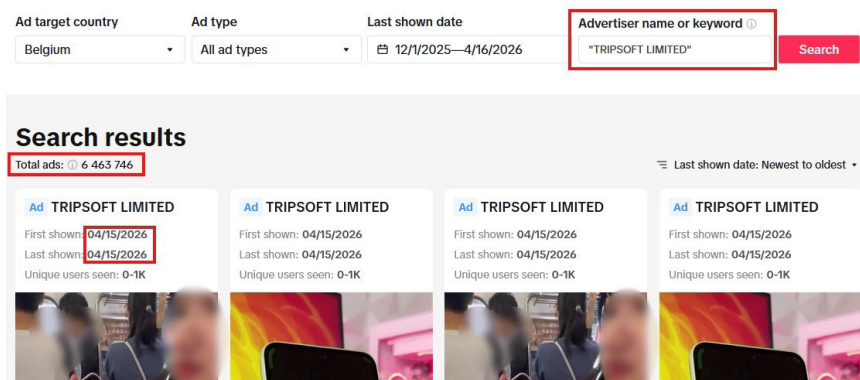 Ad target country Ad type Last shown date Advertiser name or keyword
Belgium All ad types 12/1/2025—4/16/2026 "TRIPSOFT LIMITED" Search
Search results
Total ads: 6 463 746 Last shown date: Newest to oldest
Ad TRIPSOFT LIMITED Ad TRIPSOFT LIMITED Ad TRIPSOFT LIMITED Ad TRIPSOFT LIMITED
First shown: 04/15/2026 First shown: 04/15/2026 First shown: 04/15/2026 First shown: 04/15/2026
Last shown: 04/15/2026 Last shown: 04/15/2026 Last shown: 04/15/2026 Last shown: 04/15/2026
Unique users seen: 0-1K Unique users seen: 0-1K Unique users seen: 0-1K Unique users seen: 0-1K